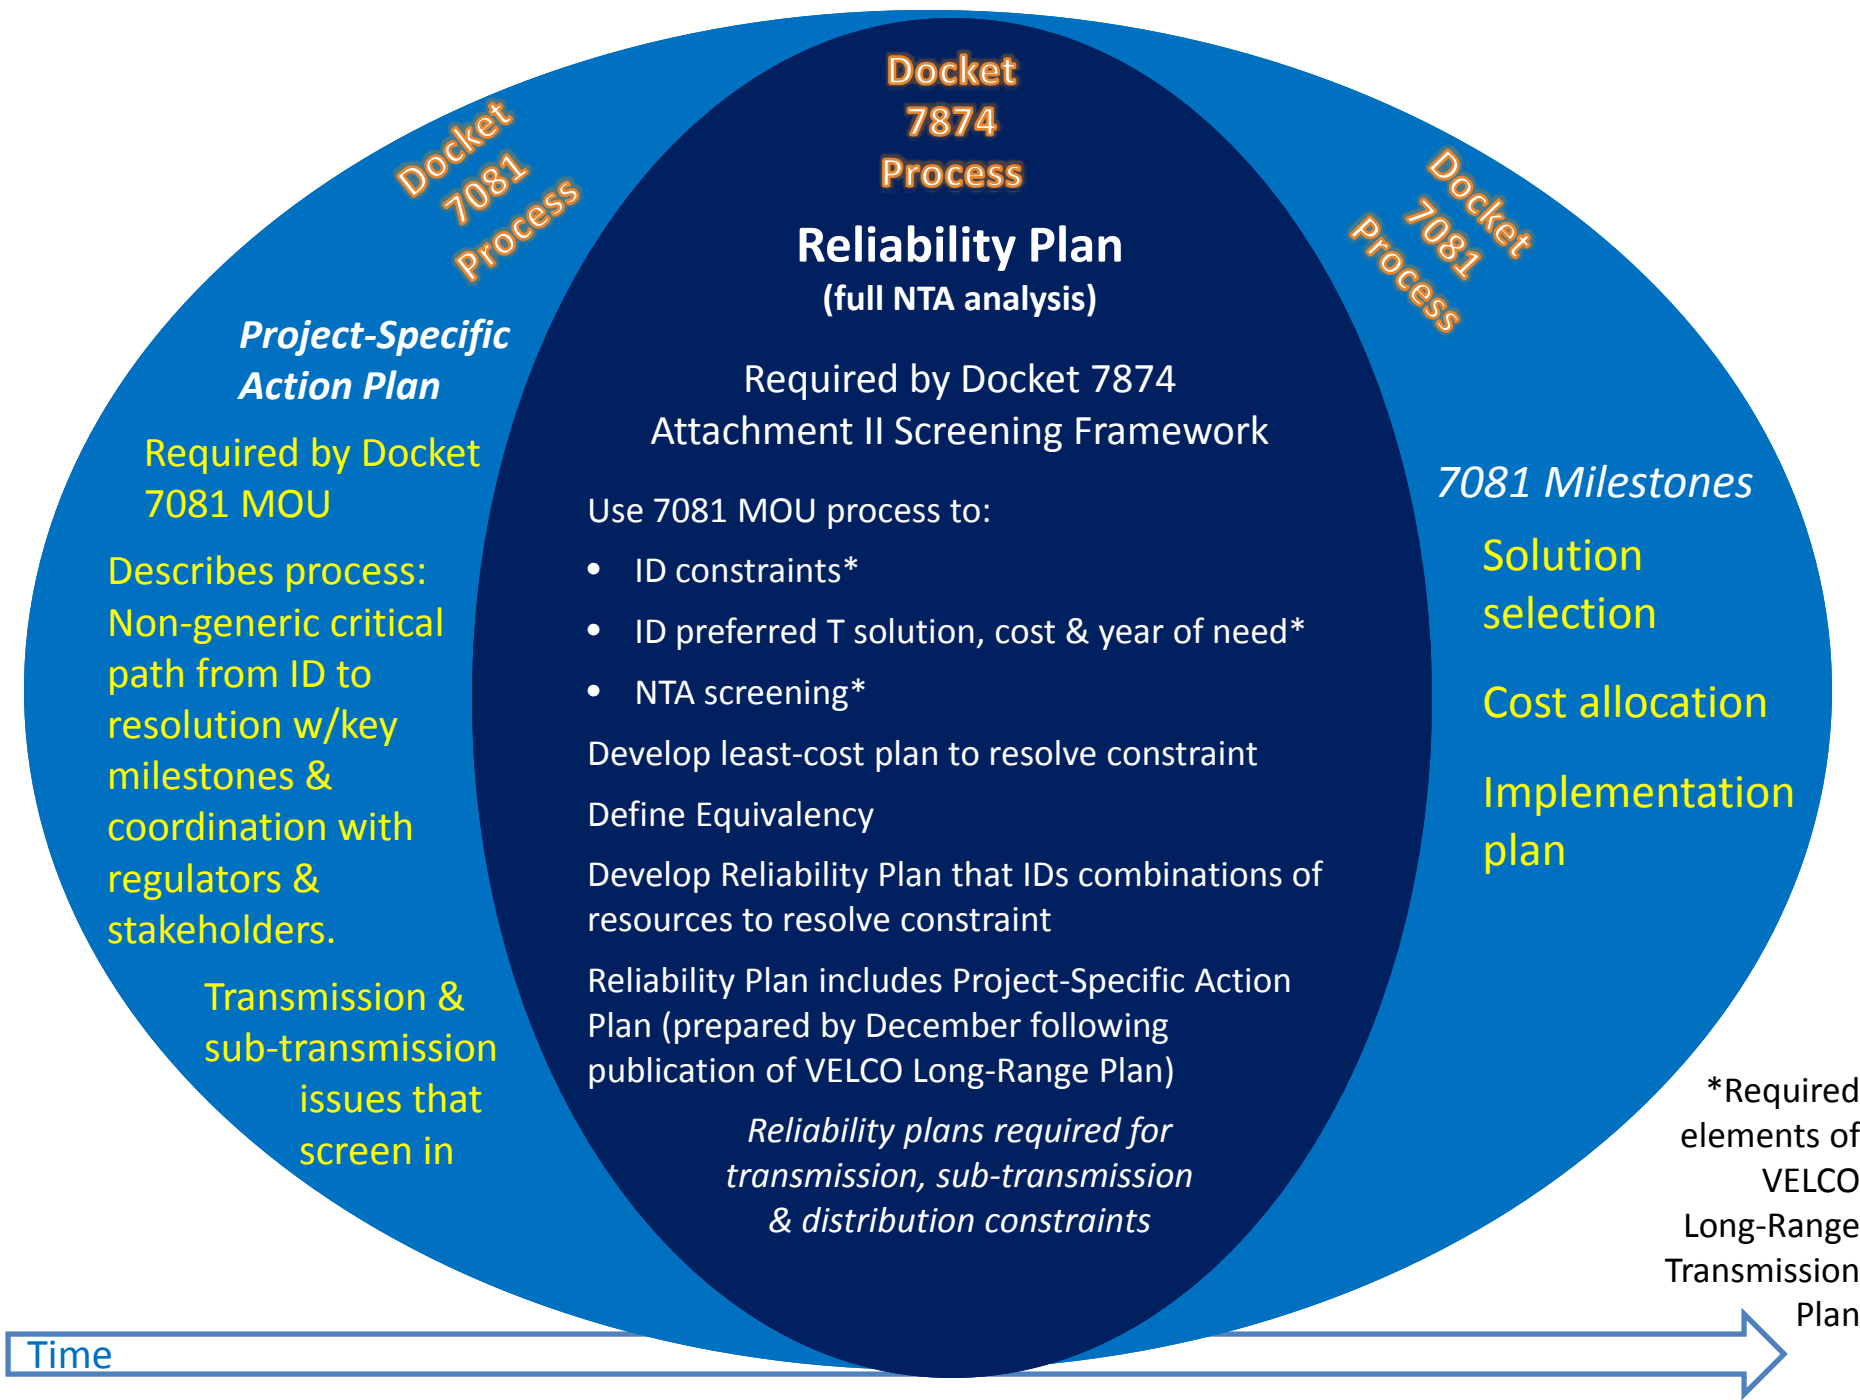 Docket
7081
Process
Project-Specific
Action Plan
Required by Docket
7081 MOU
Describes process:
Non-generic critical
path from ID to
resolution w/key
milestones &
coordination with
regulators &
stakeholders.
Transmission &
sub-transmission
issues that
screen in
Docket
7874
Process
Reliability Plan
(full NTA analysis)
Required by Docket 7874
Attachment II Screening Framework
Use 7081 MOU process to:
• ID constraints*
• ID preferred T solution, cost & year of need*
• NTA screening*
Develop least-cost plan to resolve constraint
Define Equivalency
Develop Reliability Plan that IDs combinations of
resources to resolve constraint
Reliability Plan includes Project-Specific Action
Plan (prepared by December following
publication of VELCO Long-Range Plan)
Reliability plans required for
transmission, sub-transmission
& distribution constraints
Docket
7081
Process
7081 Milestones
Solution
selection
Cost allocation
Implementation
plan
*Required
elements of
VELCO
Long-Range
Transmission
Plan
Time